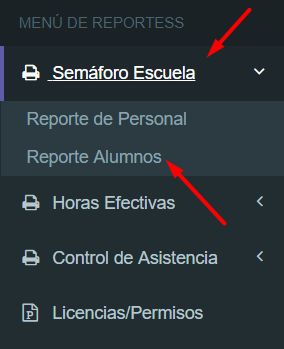 MENÚ DE REPORTESS
Semáforo Escuela
Reporte de Personal
Reporte Alumnos
Horas Efectivas
Control de Asistencia
Licencias/Permisos